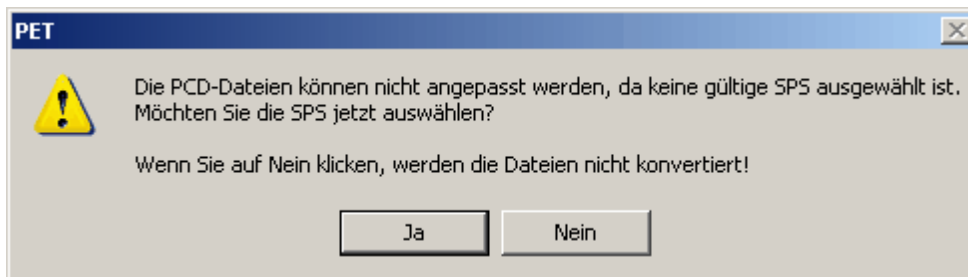 PET
Die PCD-Dateien können nicht angepasst werden, da keine gültige SPS ausgewählt ist.
Möchten Sie die SPS jetzt auswählen?
Wenn Sie auf Nein klicken, werden die Dateien nicht konvertiert!
Ja
Nein